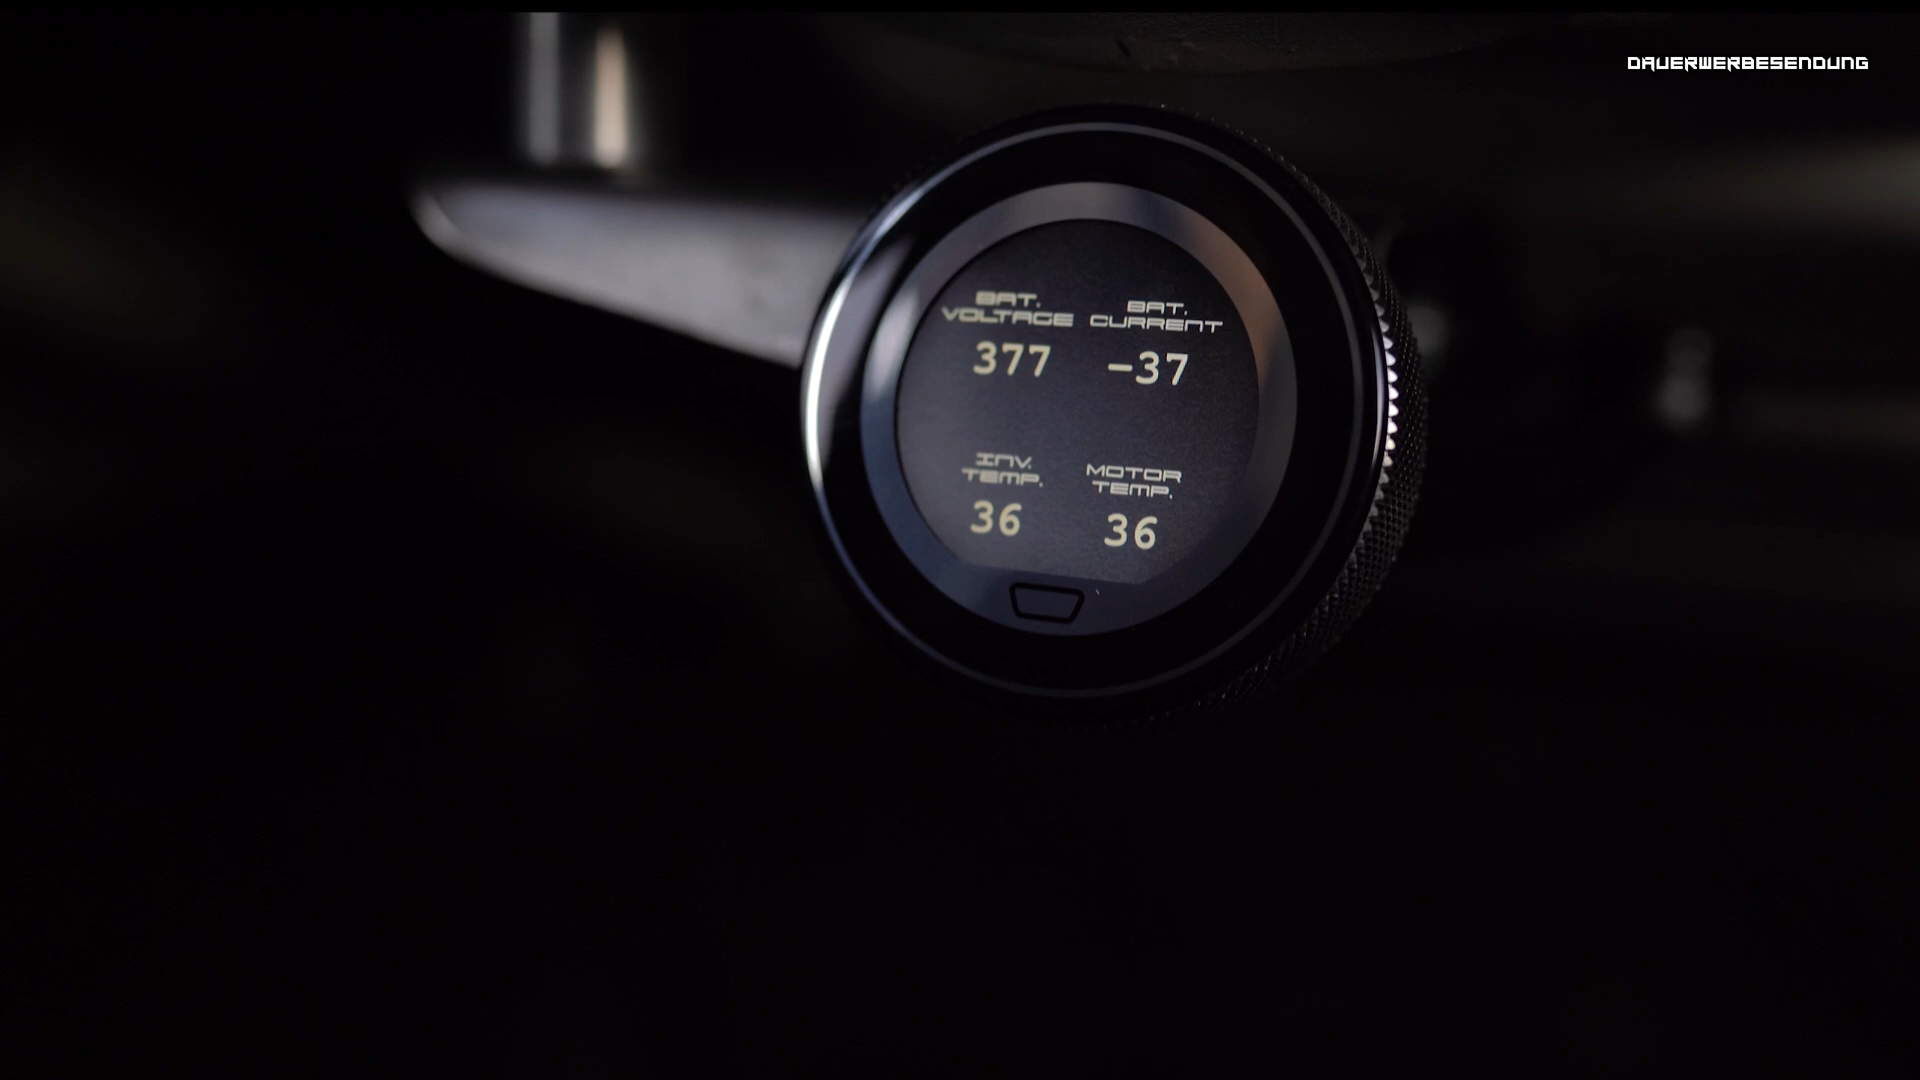 DAUERWERBESENDUNG
BAT.
VOLTAGE
377
BAT.
CURRENT
-37
INV.
TEMP.
36
MOTOR
TEMP.
36